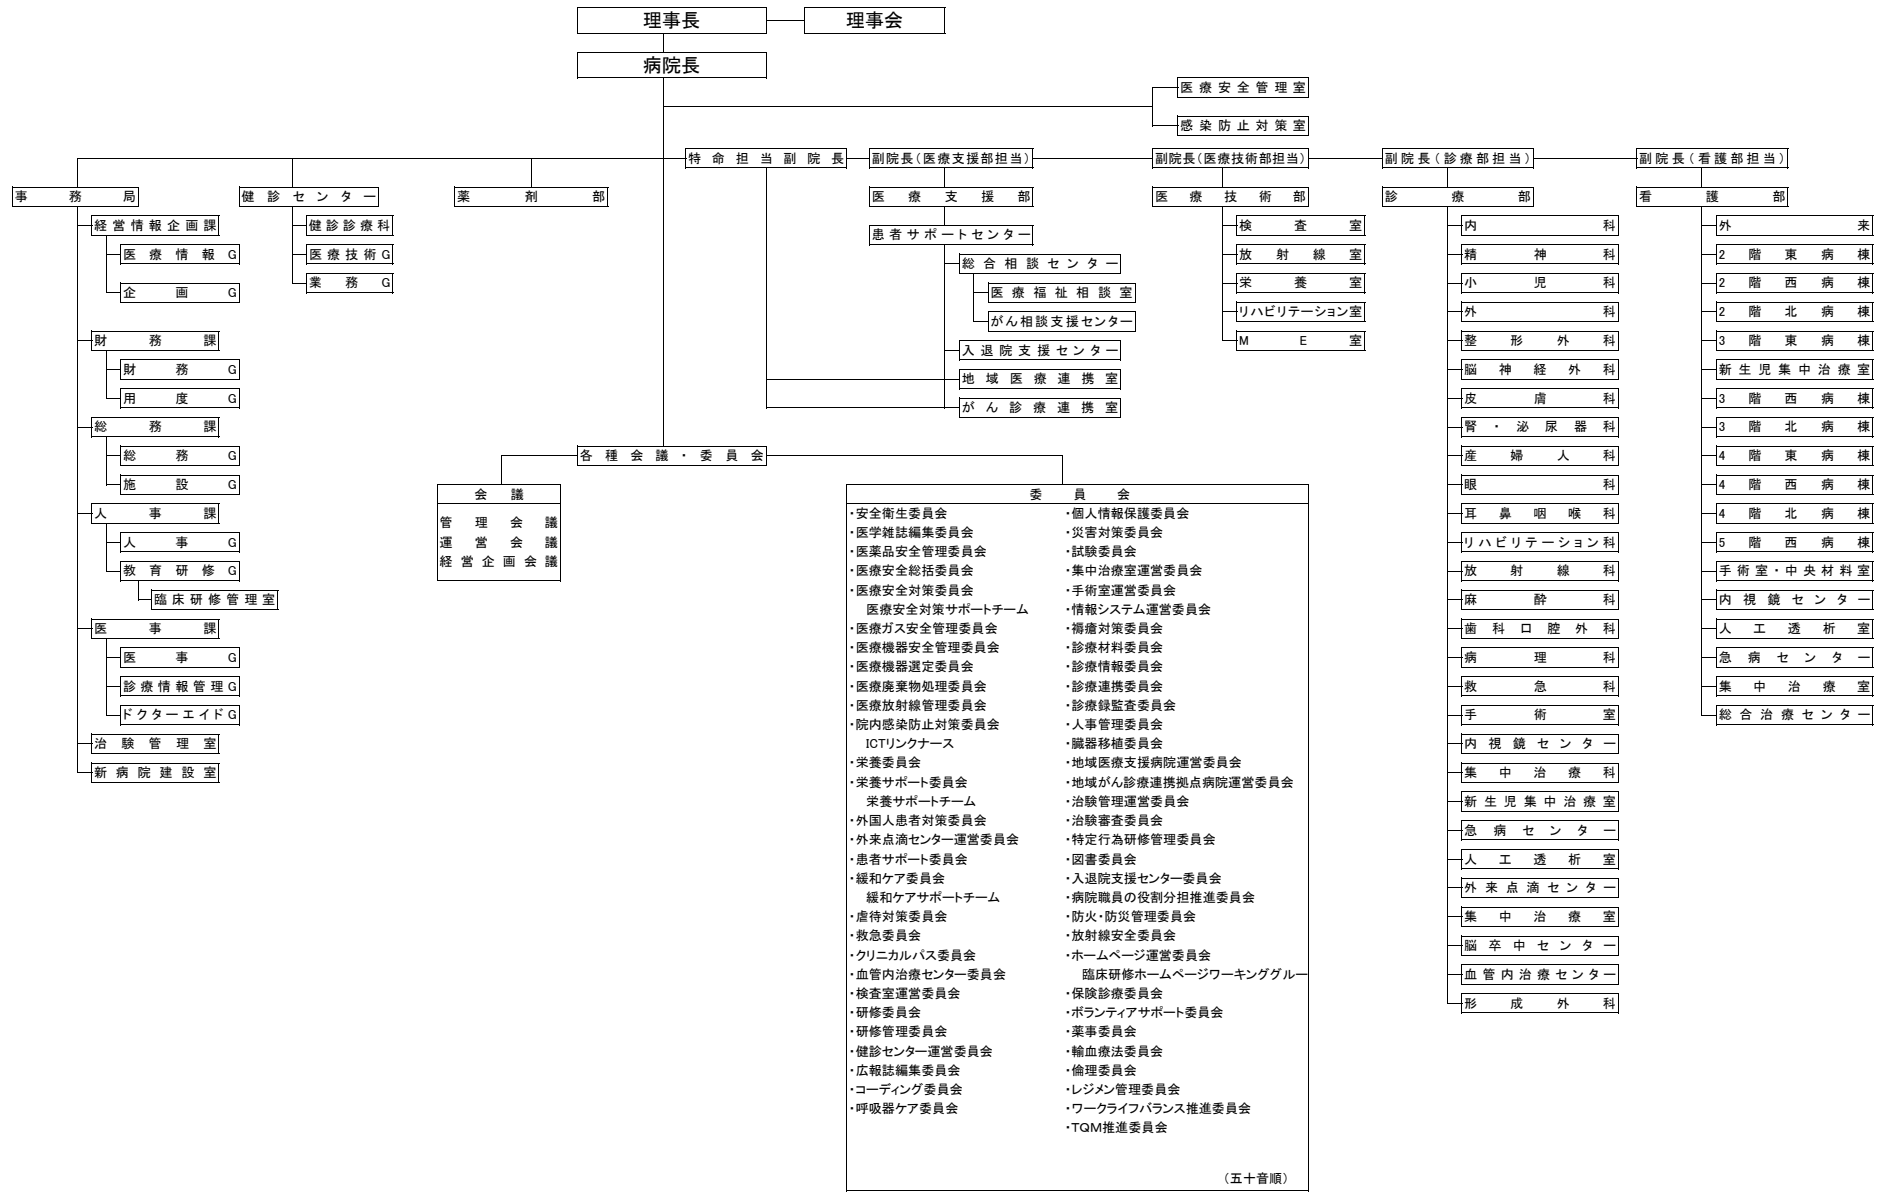 理事長
理事会
病院長
医療安全管理室
感染防止対策室
特命担当副院長
副院長(医療支援部担当)
副院長(医療技術部担当)
副院長(診療部担当)
副院長(看護部担当)
事務局
経営情報企画課
医療情報G
企画G
財務課
財務G
用度G
総務課
総務G
施設G
人事課
人事G
教育研修G
臨床研修管理室
医事課
医事G
診療情報管理G
ドクターエイドG
治験管理室
新病院建設室
健診センター
健診診療科
医療技術G
業務G
薬剤部
医療支援部
患者サポートセンター
総合相談センター
医療福祉相談室
がん相談支援センター
入退院支援センター
地域医療連携室
がん診療連携室
医療技術部
検査室
放射線室
栄養室
リハビリテーション室
ME室
診療部
内科
精神科
小児科
外科
整形外科
脳神経外科
皮膚科
腎・泌尿器科
産婦人科
眼科
耳鼻咽喉科
リハビリテーション科
放射線科
麻酔科
歯科口腔外科
病理科
救急科
手術室
内視鏡センター
集中治療科
新生児集中治療室
急病センター
人工透析室
外来点滴センター
集中治療室
脳卒中センター
血管内治療センター
形成外科
看護部
外来
2階東病棟
2階西病棟
2階北病棟
3階東病棟
新生児集中治療室
3階西病棟
3階北病棟
4階東病棟
4階西病棟
4階北病棟
5階西病棟
手術室・中央材料室
内視鏡センター
人工透析室
急病センター
集中治療室
総合治療センター
各種会議・委員会
会議
管理会議
運営会議
経営企画会議
委員会
・安全衛生委員会
・医学雑誌編集委員会
・医薬品安全管理委員会
・医療安全総括委員会
・医療安全対策委員会
医療安全対策サポートチーム
・医療ガス安全管理委員会
・医療機器安全管理委員会
・医療機器選定委員会
・医療廃棄物処理委員会
・医療放射線管理委員会
・院内感染防止対策委員会
ICTリンクナース
・栄養委員会
・栄養サポート委員会
栄養サポートチーム
・外国人患者対策委員会
・外来点滴センター運営委員会
・患者サポート委員会
・緩和ケア委員会
緩和ケアサポートチーム
・虐待対策委員会
・救急委員会
・クリニカルパス委員会
・血管内治療センター委員会
・検査室運営委員会
・研修委員会
・研修管理委員会
・健診センター運営委員会
・広報誌編集委員会
・コーディング委員会
・呼吸器ケア委員会
・個人情報保護委員会
・災害対策委員会
・試験委員会
・集中治療室運営委員会
・手術室運営委員会
・情報システム運営委員会
・褥瘡対策委員会
・診療材料委員会
・診療情報委員会
・診療連携委員会
・診療録監査委員会
・人事管理委員会
・臓器移植委員会
・地域医療支援病院運営委員会
・地域がん診療連携拠点病院運営委員会
・治験管理運営委員会
・治験審査委員会
・特定行為研修管理委員会
・図書委員会
・入退院支援センター委員会
・病院職員の役割分担推進委員会
・防火・防災管理委員会
・放射線安全委員会
・ホームページ運営委員会
臨床研修ホームページワーキンググルー
・保険診療委員会
・ボランティアサポート委員会
・薬事委員会
・輸血療法委員会
・倫理委員会
・レジメン管理委員会
・ワークライフバランス推進委員会
・TQM推進委員会
(五十音順)